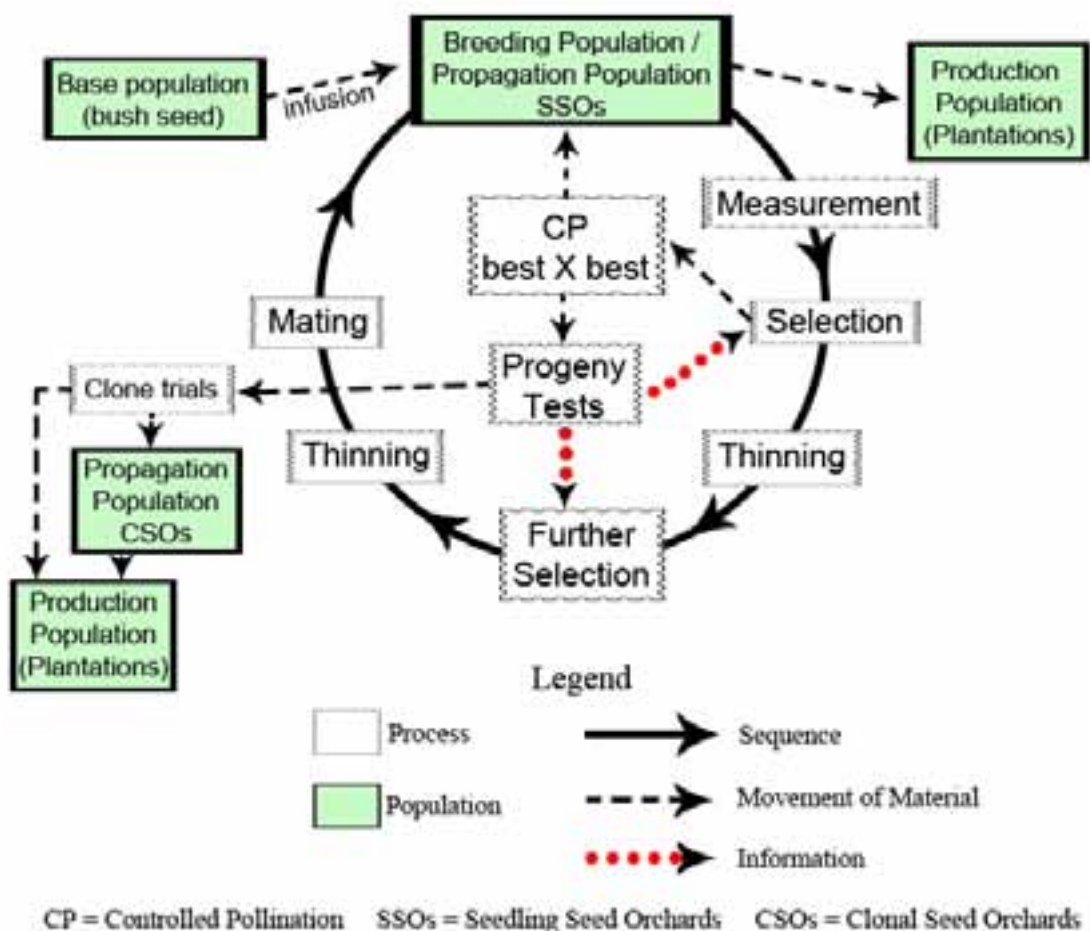 Breeding Population /
Propagation Population
SSOs
Base population
(bush seed)
infusion
Production
Population
(Plantations)
Measurement
CP
best X best
Mating
Selection
Progeny
Tests
Clone trials
Thinning
Thinning
Propagation
Population
CSOs
Further
Selection
Production
Population
(Plantations)
Legend
Process
Sequence
Population
Movement of Material
Information
CP = Controlled Pollination SSOs = Seedling Seed Orchards CSOs = Clonal Seed Orchards